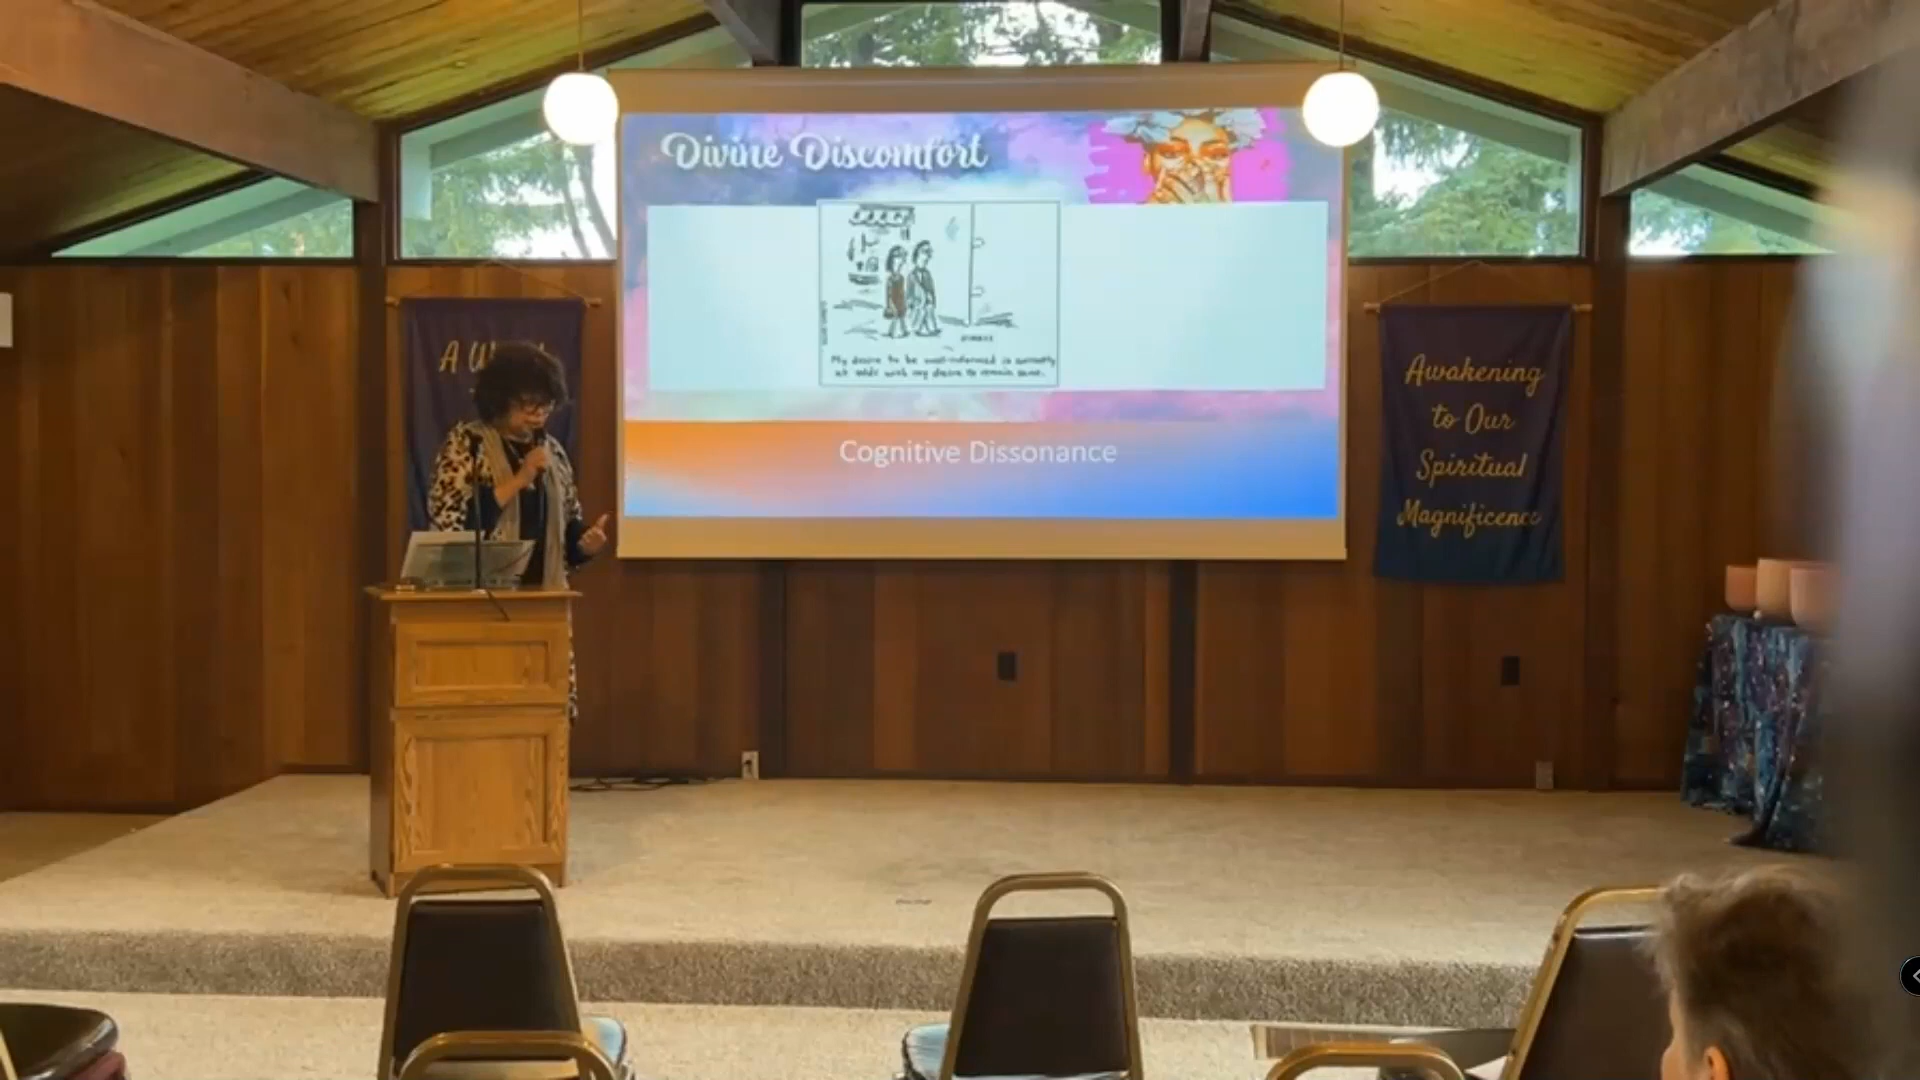 Divine Discomfort
My desire to be well-informed is currently
at odds with my desire to remain sane.
Cognitive Dissonance
A
Awakening
to Our
Spiritual
Magnificence